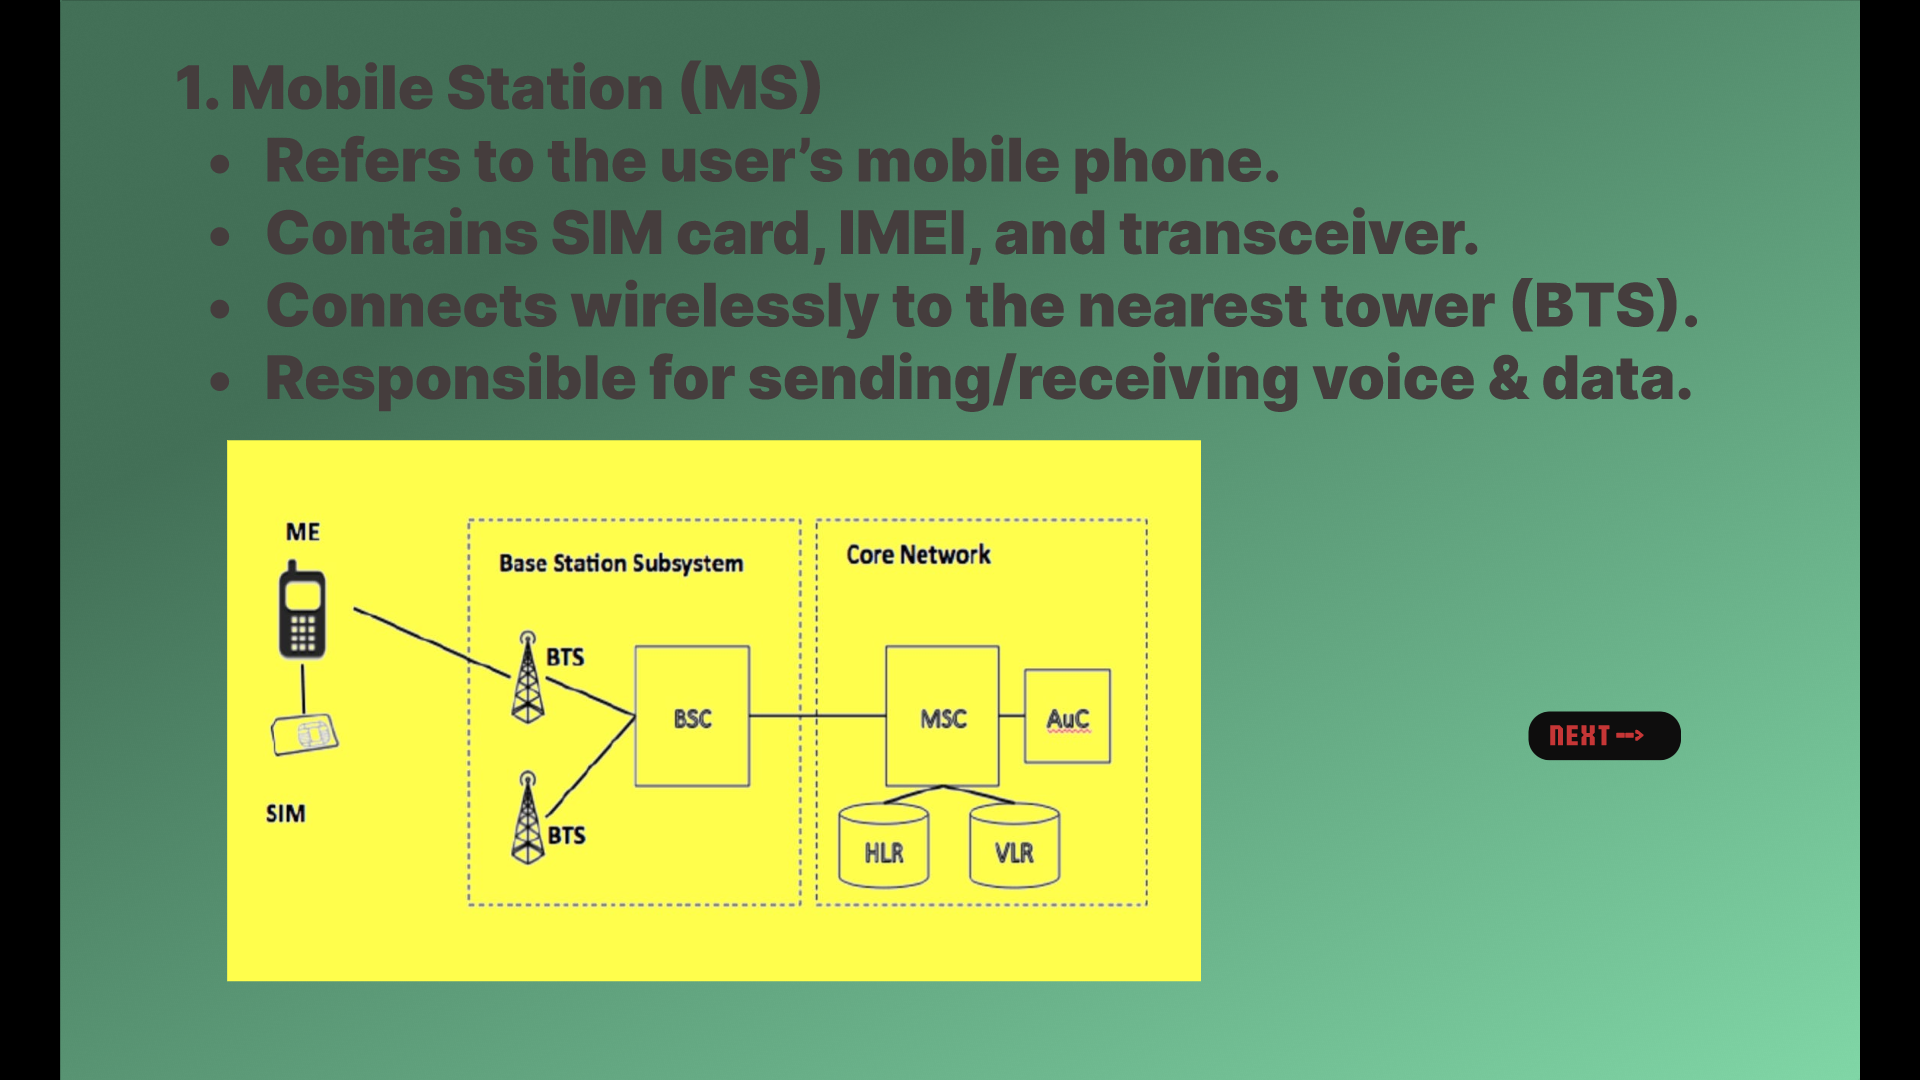 1. Mobile Station (MS)
• Refers to the user’s mobile phone.
• Contains SIM card, IMEI, and transceiver.
• Connects wirelessly to the nearest tower (BTS).
• Responsible for sending/receiving voice & data.
ME
Base Station Subsystem
Core Network
BTS
BSC
MSC
AuC
NEXT -->
SIM
BTS
HLR
VLR